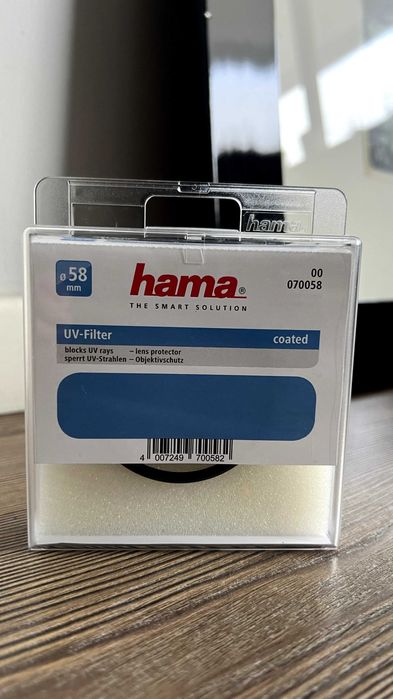 hama
ø 58
mm
hama®
THE SMART SOLUTION
00
070058
UV-Filter
coated
blocks UV rays – lens protector
sperrt UV-Strahlen – Objektivschutz
4 007249 700582